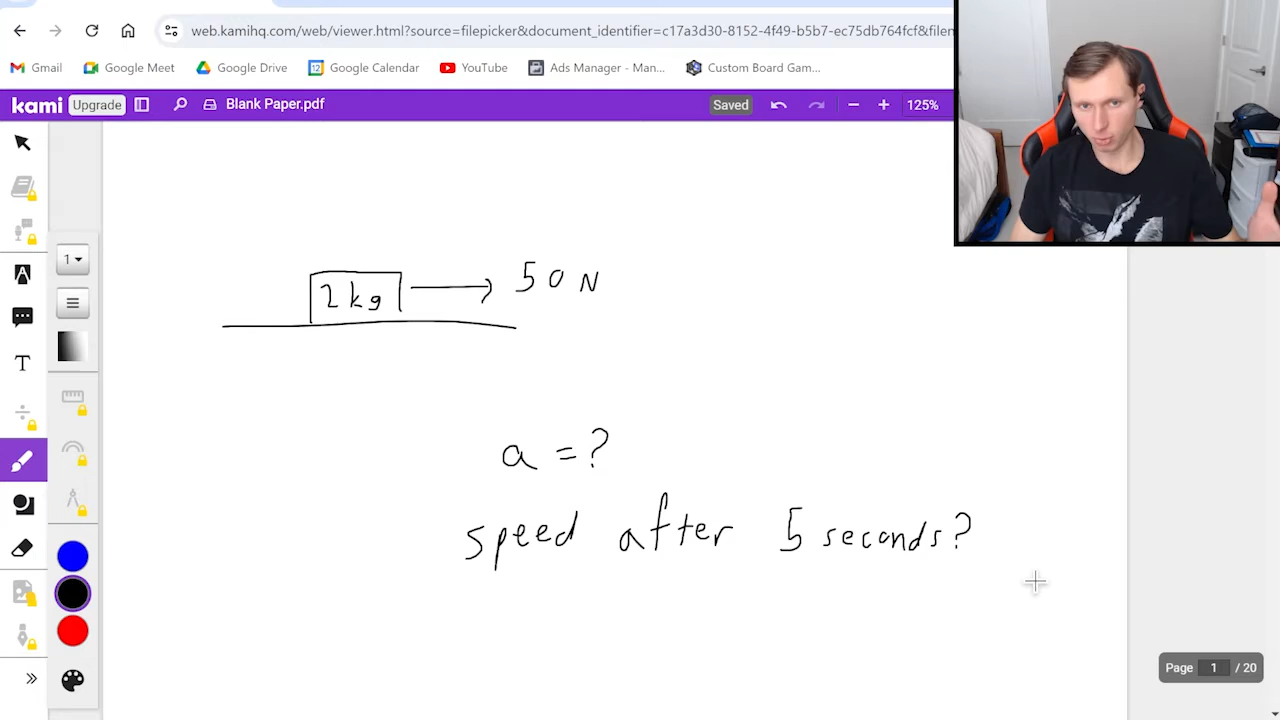 web.kamihq.com/web/viewer.html?source=filepicker&document_identifier=c17a3d30-8152-4f49-b5b7-ec75db764fcf&filen
Gmail Google Meet Google Drive Google Calendar YouTube Ads Manager - Man... Custom Board Gam...
kami Upgrade Blank Paper.pdf Saved 125%
1
2 kg 50 N
a = ?
speed after 5 seconds?
T
Page 1 / 20